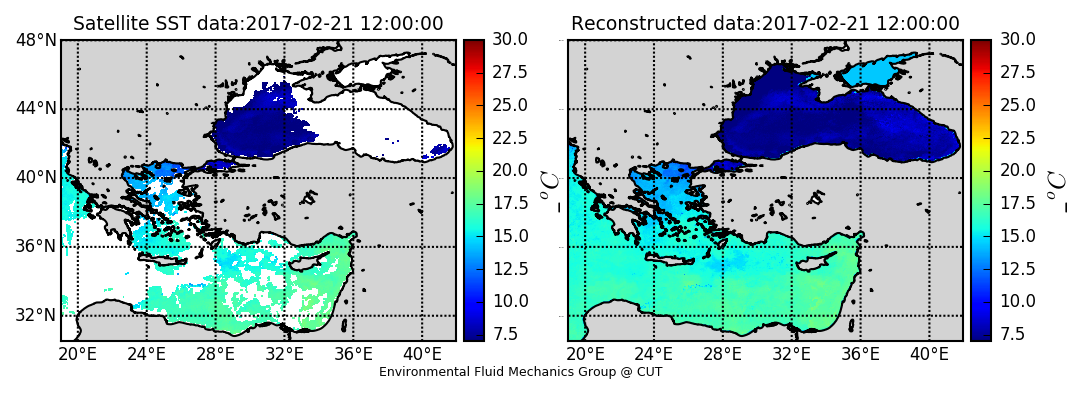 Satellite SST data:2017-02-21 12:00:00
Reconstructed data:2017-02-21 12:00:00
48°N
44°N
40°N
36°N
32°N
20°E 24°E 28°E 32°E 36°E 40°E
30.0
27.5
25.0
22.5
20.0
17.5
15.0
12.5
10.0
7.5
_ °C
20°E 24°E 28°E 32°E 36°E 40°E
30.0
27.5
25.0
22.5
20.0
17.5
15.0
12.5
10.0
7.5
_ °C
Environmental Fluid Mechanics Group @ CUT